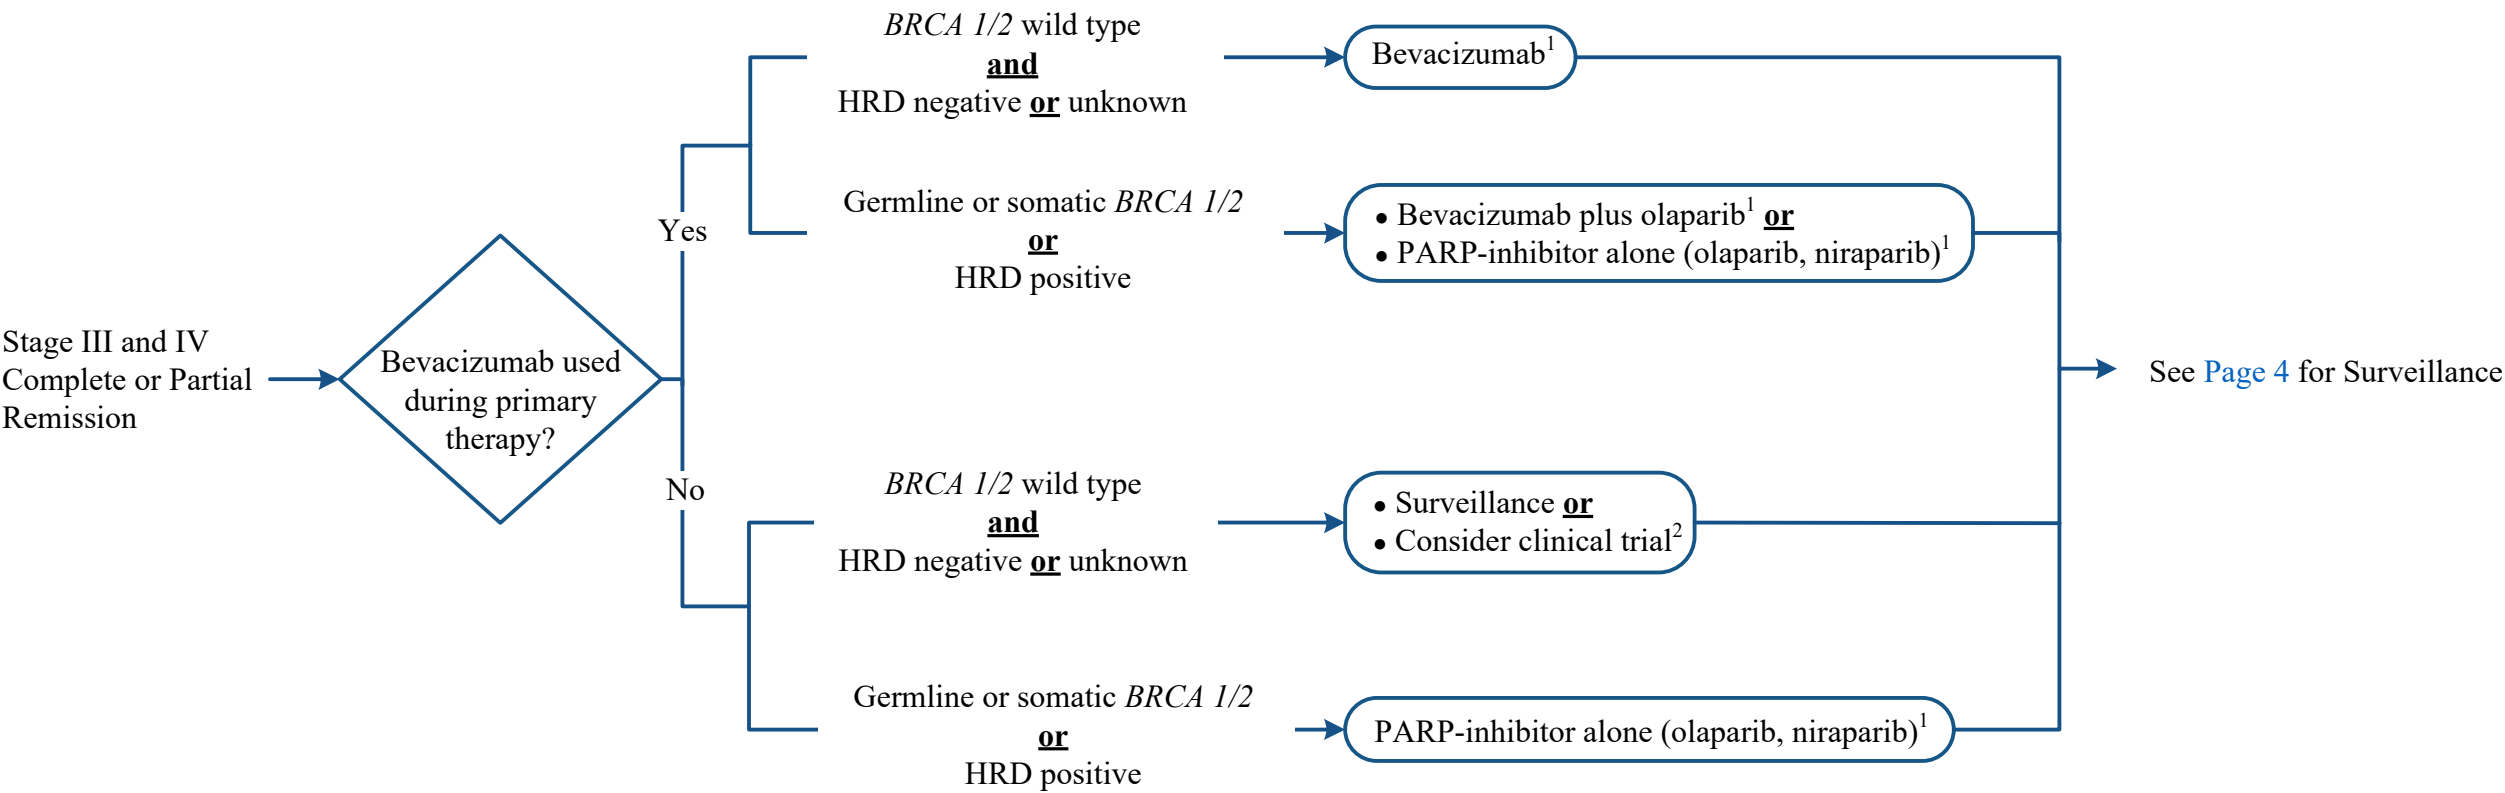 Stage III and IV
Complete or Partial
Remission
Bevacizumab used
during primary
therapy?
Yes
BRCA 1/2 wild type
and
HRD negative or unknown
Bevacizumab1
Germline or somatic BRCA 1/2
or
HRD positive
• Bevacizumab plus olaparib1 or
• PARP-inhibitor alone (olaparib, niraparib)1
No
BRCA 1/2 wild type
and
HRD negative or unknown
• Surveillance or
• Consider clinical trial2
Germline or somatic BRCA 1/2
or
HRD positive
PARP-inhibitor alone (olaparib, niraparib)1
See Page 4 for Surveillance